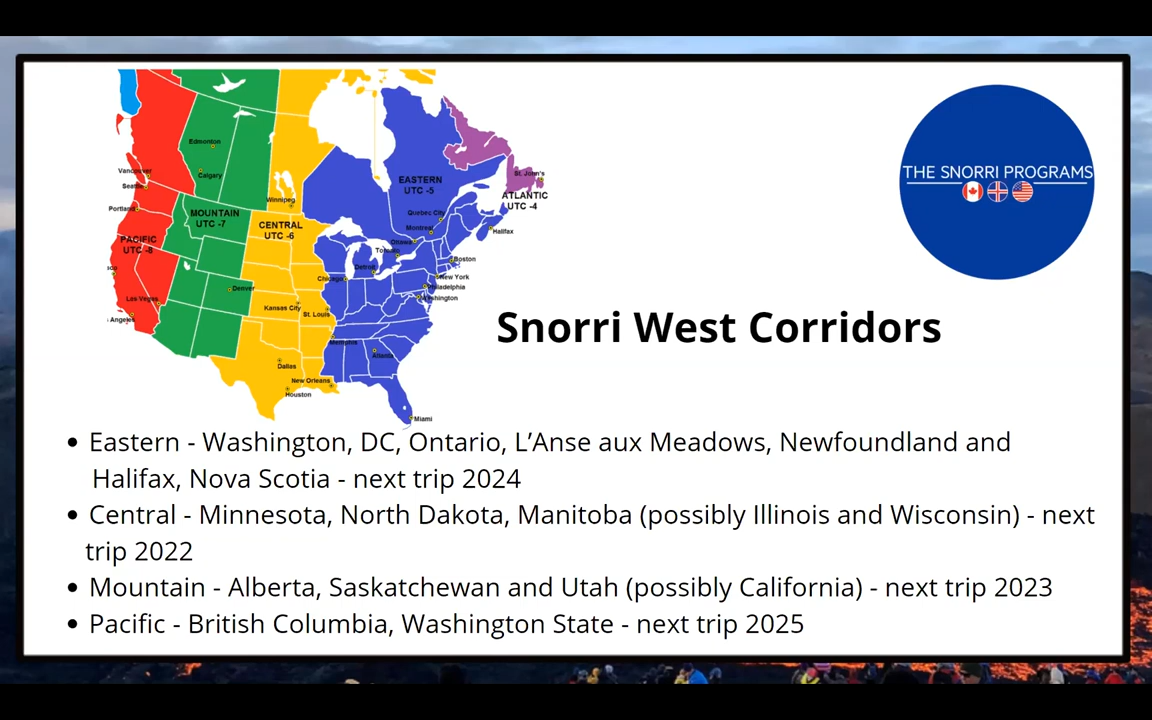 Edmonton
Calgary
Vancouver
Seattle
Portland
Winnipeg
MOUNTAIN
UTC -7
CENTRAL
UTC -6
PACIFIC
UTC -8
EASTERN
UTC -5
St. John's
ATLANTIC
UTC -4
Quebec City
Montreal
Halifax
Ottawa
Toronto
Boston
Detroit
Chicago
New York
Philadelphia
Washington
Denver
Las Vegas
Angeles
Kansas City
St. Louis
Memphis
Atlanta
Dallas
New Orleans
Houston
Miami
THE SNORRI PROGRAMS
Snorri West Corridors
• Eastern - Washington, DC, Ontario, L’Anse aux Meadows, Newfoundland and
Halifax, Nova Scotia - next trip 2024
• Central - Minnesota, North Dakota, Manitoba (possibly Illinois and Wisconsin) - next
trip 2022
• Mountain - Alberta, Saskatchewan and Utah (possibly California) - next trip 2023
• Pacific - British Columbia, Washington State - next trip 2025